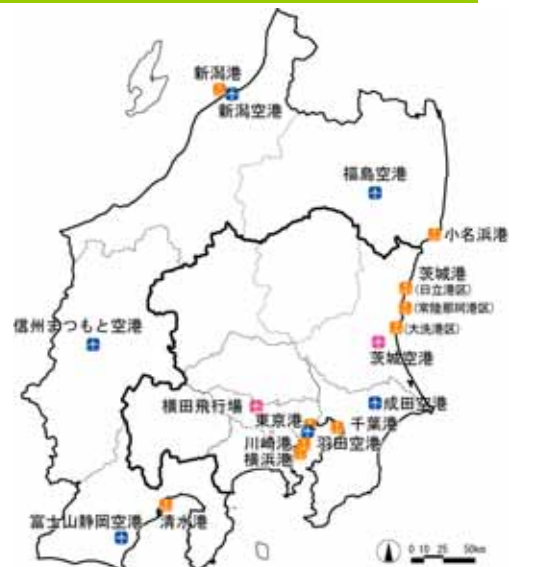 新潟港
新潟空港
福島空港
小名浜港
茨城港
(日立港区)
(常陸那珂港区)
(大洗港区)
信州まつもと空港
茨城空港
成田空港
横田飛行場
東京港
千葉港
川崎港
羽田空港
横浜港
富士山静岡空港
清水港
0 10 25 50km